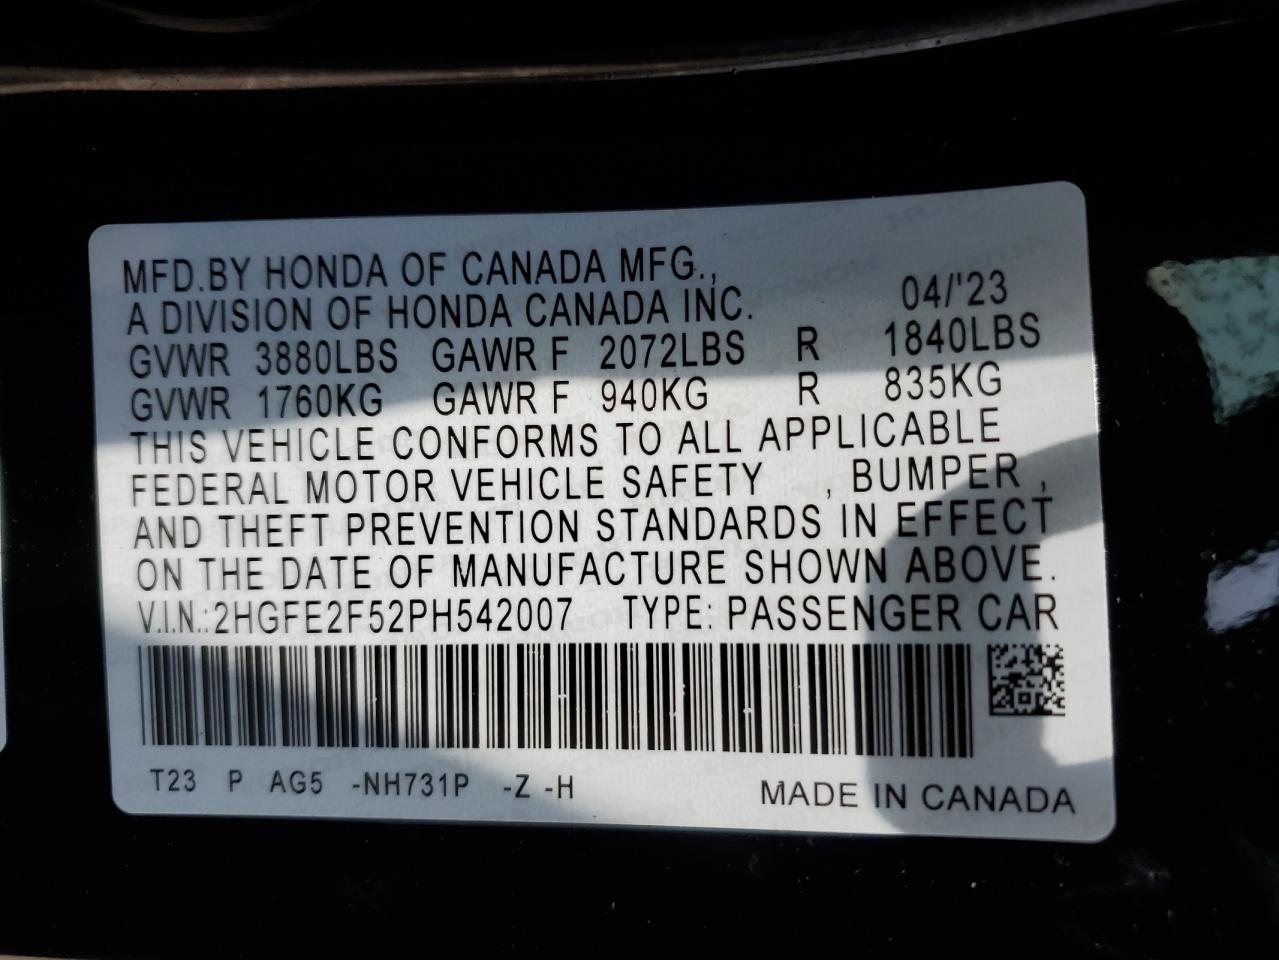 MFD.BY HONDA OF CANADA MFG.,
A DIVISION OF HONDA CANADA INC. 04/'23
GVWR 3880LBS GAWR F 2072LBS R 1840LBS
GVWR 1760KG GAWR F 940KG R 835KG
THIS VEHICLE CONFORMS TO ALL APPLICABLE
FEDERAL MOTOR VEHICLE SAFETY , BUMPER ,
AND THEFT PREVENTION STANDARDS IN EFFECT
ON THE DATE OF MANUFACTURE SHOWN ABOVE.
V.I.N.:2HGFE2F52PH542007 TYPE: PASSENGER CAR
T23 P AG5 -NH731P -Z -H MADE IN CANADA